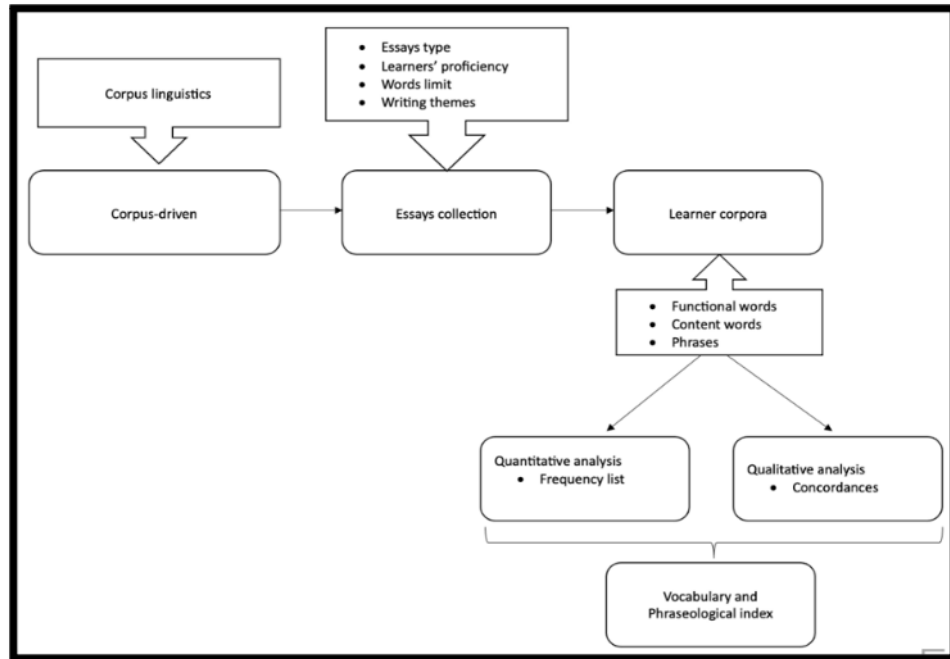 • Essays type
• Learners' proficiency
• Words limit
• Writing themes
Corpus linguistics
Corpus-driven
Essays collection
Learner corpora
• Functional words
• Content words
• Phrases
Quantitative analysis
• Frequency list
Qualitative analysis
• Concordances
Vocabulary and
Phraseological index